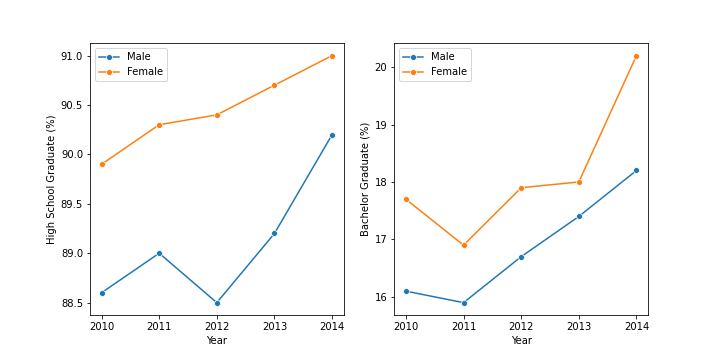 High School Graduate (%)
91.0
90.5
90.0
89.5
89.0
88.5
Male
Female
2010 2011 2012 2013 2014
Year
Bachelor Graduate (%)
20
19
18
17
16
Male
Female
2010 2011 2012 2013 2014
Year